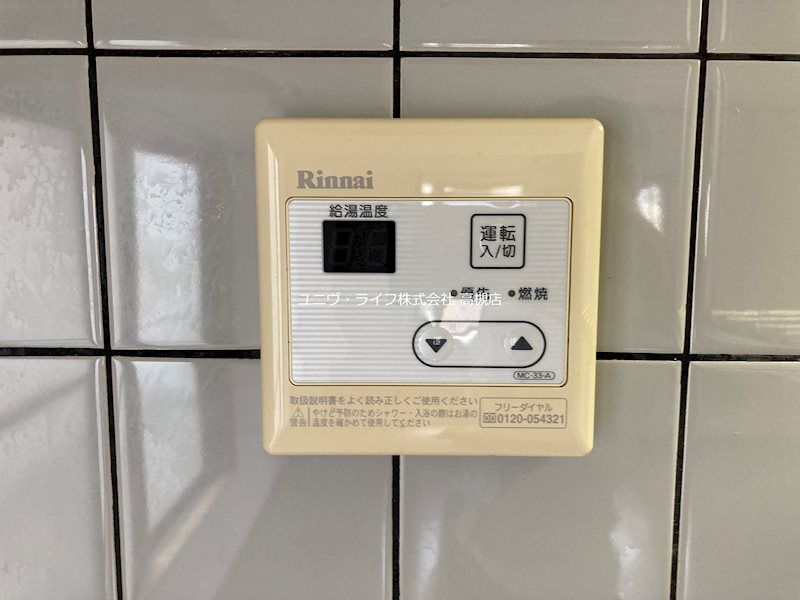 Rinnai
給湯温度
運転
入/切
優先
燃焼
ユニヴ・ライフ株式会社 高槻店
MC-33-A
取扱説明書をよく読み正しくご使用ください
警告
やけど予防のためシャワー・入浴の際はお湯の
温度を確かめて使用してください
フリーダイヤル
0120-054321